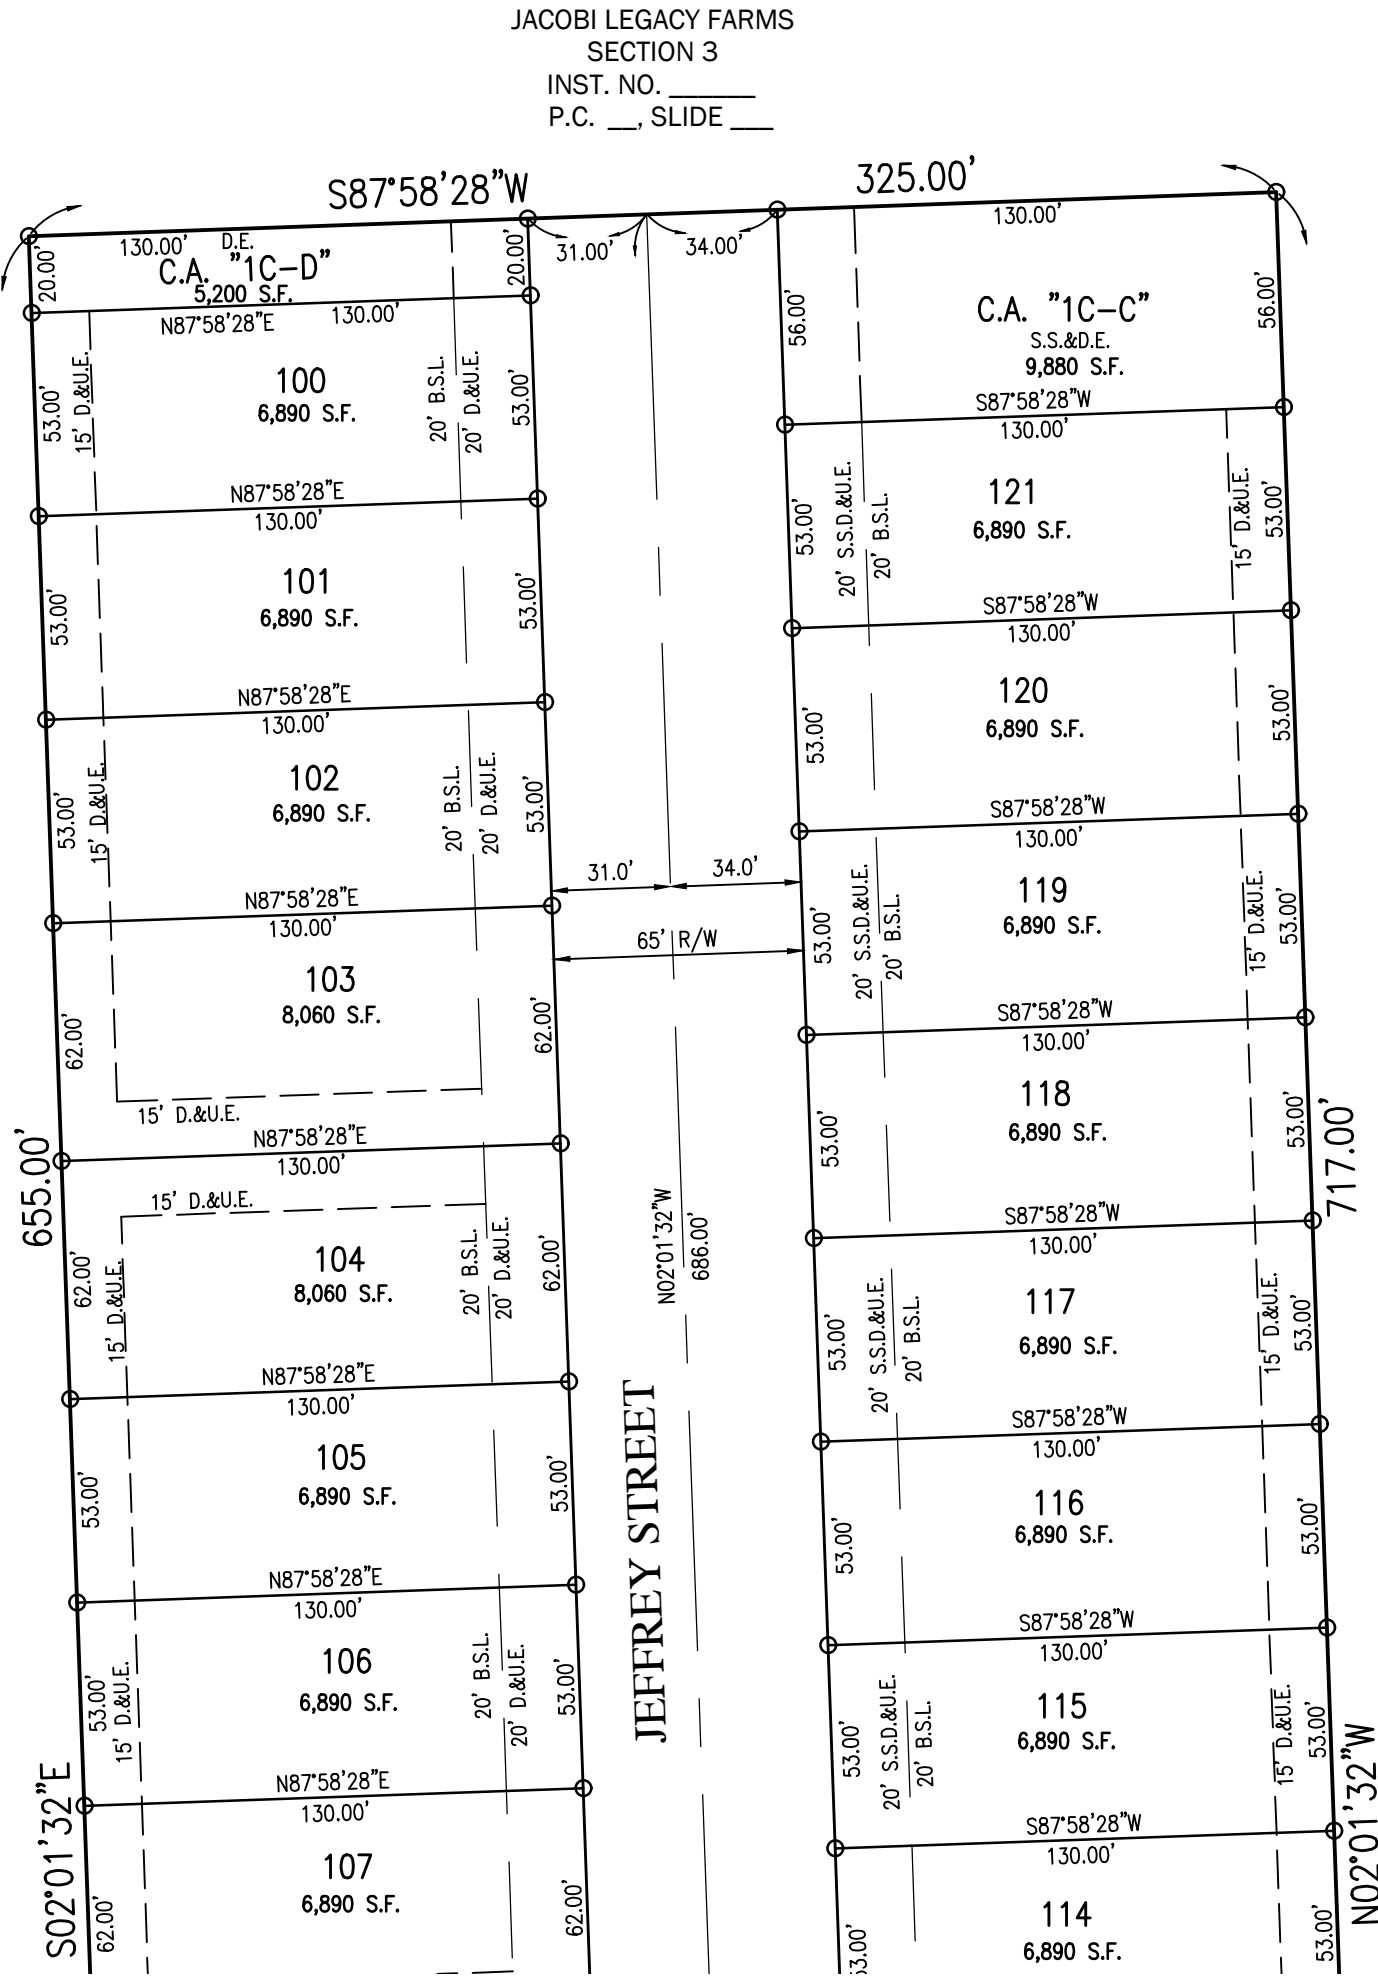 JACOBI LEGACY FARMS
SECTION 3
INST. NO. ______
P.C. __, SLIDE ___
S87°58'28"W
325.00'
130.00'
D.E.
31.00'
34.00'
130.00'
20.00'
C.A. "1C-D"
5,200 S.F.
20.00'
56.00'
C.A. "1C-C"
S.S.&D.E.
9,880 S.F.
56.00'
N87°58'28"E
130.00'
53.00'
15' D.&U.E.
100
6,890 S.F.
20' B.S.L.
20' D.&U.E.
53.00'
S87°58'28"W
130.00'
N87°58'28"E
130.00'
53.00'
20' S.S.D.&U.E.
20' B.S.L.
121
6,890 S.F.
15' D.&U.E.
53.00'
53.00'
101
6,890 S.F.
53.00'
S87°58'28"W
130.00'
N87°58'28"E
130.00'
53.00'
120
6,890 S.F.
53.00'
53.00'
15' D.&U.E.
102
6,890 S.F.
20' B.S.L.
20' D.&U.E.
53.00'
S87°58'28"W
130.00'
31.0'
34.0'
N87°58'28"E
130.00'
53.00'
20' S.S.D.&U.E.
20' B.S.L.
119
6,890 S.F.
15' D.&U.E.
53.00'
65' R/W
62.00'
103
8,060 S.F.
62.00'
S87°58'28"W
130.00'
15' D.&U.E.
53.00'
118
6,890 S.F.
53.00'
655.00'
717.00'
N87°58'28"E
130.00'
15' D.&U.E.
N02°01'32"W
686.00'
S87°58'28"W
130.00'
62.00'
15' D.&U.E.
104
8,060 S.F.
20' B.S.L.
20' D.&U.E.
62.00'
53.00'
20' S.S.D.&U.E.
20' B.S.L.
117
6,890 S.F.
15' D.&U.E.
53.00'
N87°58'28"E
130.00'
S87°58'28"W
130.00'
53.00'
105
6,890 S.F.
53.00'
JEFFREY STREET
53.00'
116
6,890 S.F.
53.00'
N87°58'28"E
130.00'
S87°58'28"W
130.00'
53.00'
15' D.&U.E.
106
6,890 S.F.
20' B.S.L.
20' D.&U.E.
53.00'
53.00'
20' S.S.D.&U.E.
20' B.S.L.
115
6,890 S.F.
15' D.&U.E.
53.00'
S02°01'32"E
N02°01'32"W
N87°58'28"E
130.00'
S87°58'28"W
130.00'
62.00'
107
6,890 S.F.
62.00'
53.00'
114
6,890 S.F.
53.00'